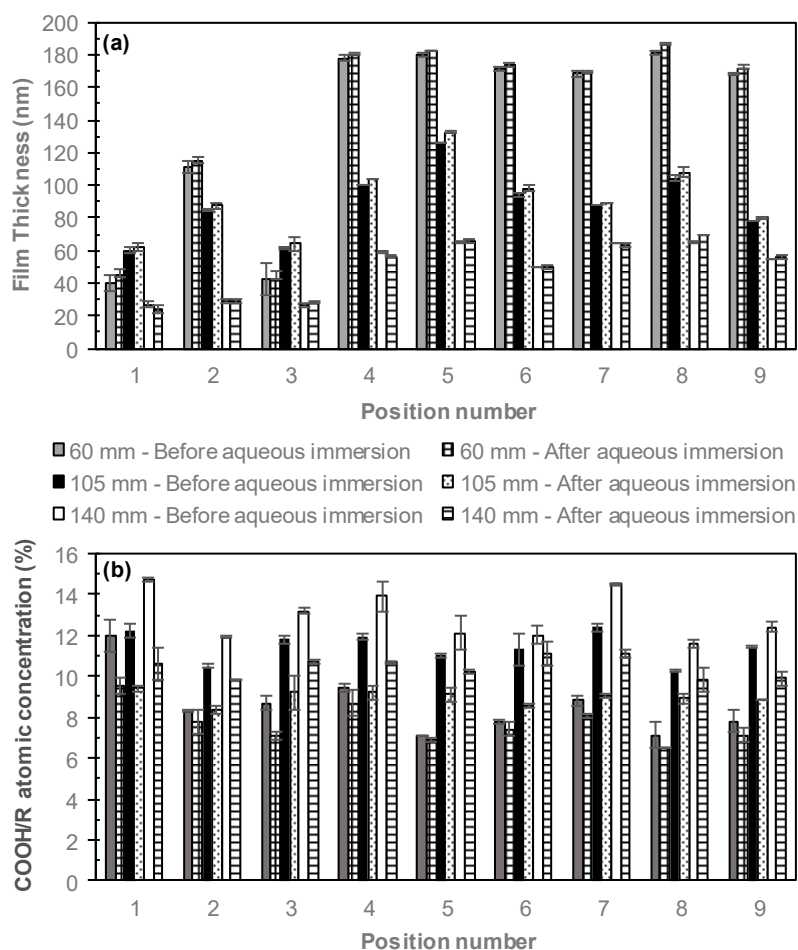 (a)
Film Thickness (nm)
200
180
160
140
120
100
80
60
40
20
0
1 2 3 4 5 6 7 8 9
Position number
60 mm - Before aqueous immersion 60 mm - After aqueous immersion
105 mm - Before aqueous immersion 105 mm - After aqueous immersion
140 mm - Before aqueous immersion 140 mm - After aqueous immersion
(b)
COOH/R atomic concentration (%)
16
14
12
10
8
6
4
2
0
1 2 3 4 5 6 7 8 9
Position number